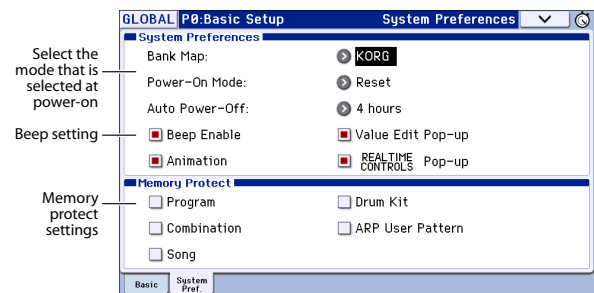 GLOBAL P0:Basic Setup System Preferences
System Preferences
Select the
mode that is
selected at
power-on
Bank Map: KORG
Power-On Mode: Reset
Auto Power-Off: 4 hours
Beep setting
Beep Enable Value Edit Pop-up
Animation REALTIME CONTROLS Pop-up
Memory Protect
Memory
protect
settings
Program Drum Kit
Combination ARP User Pattern
Song
Basic System Pref.